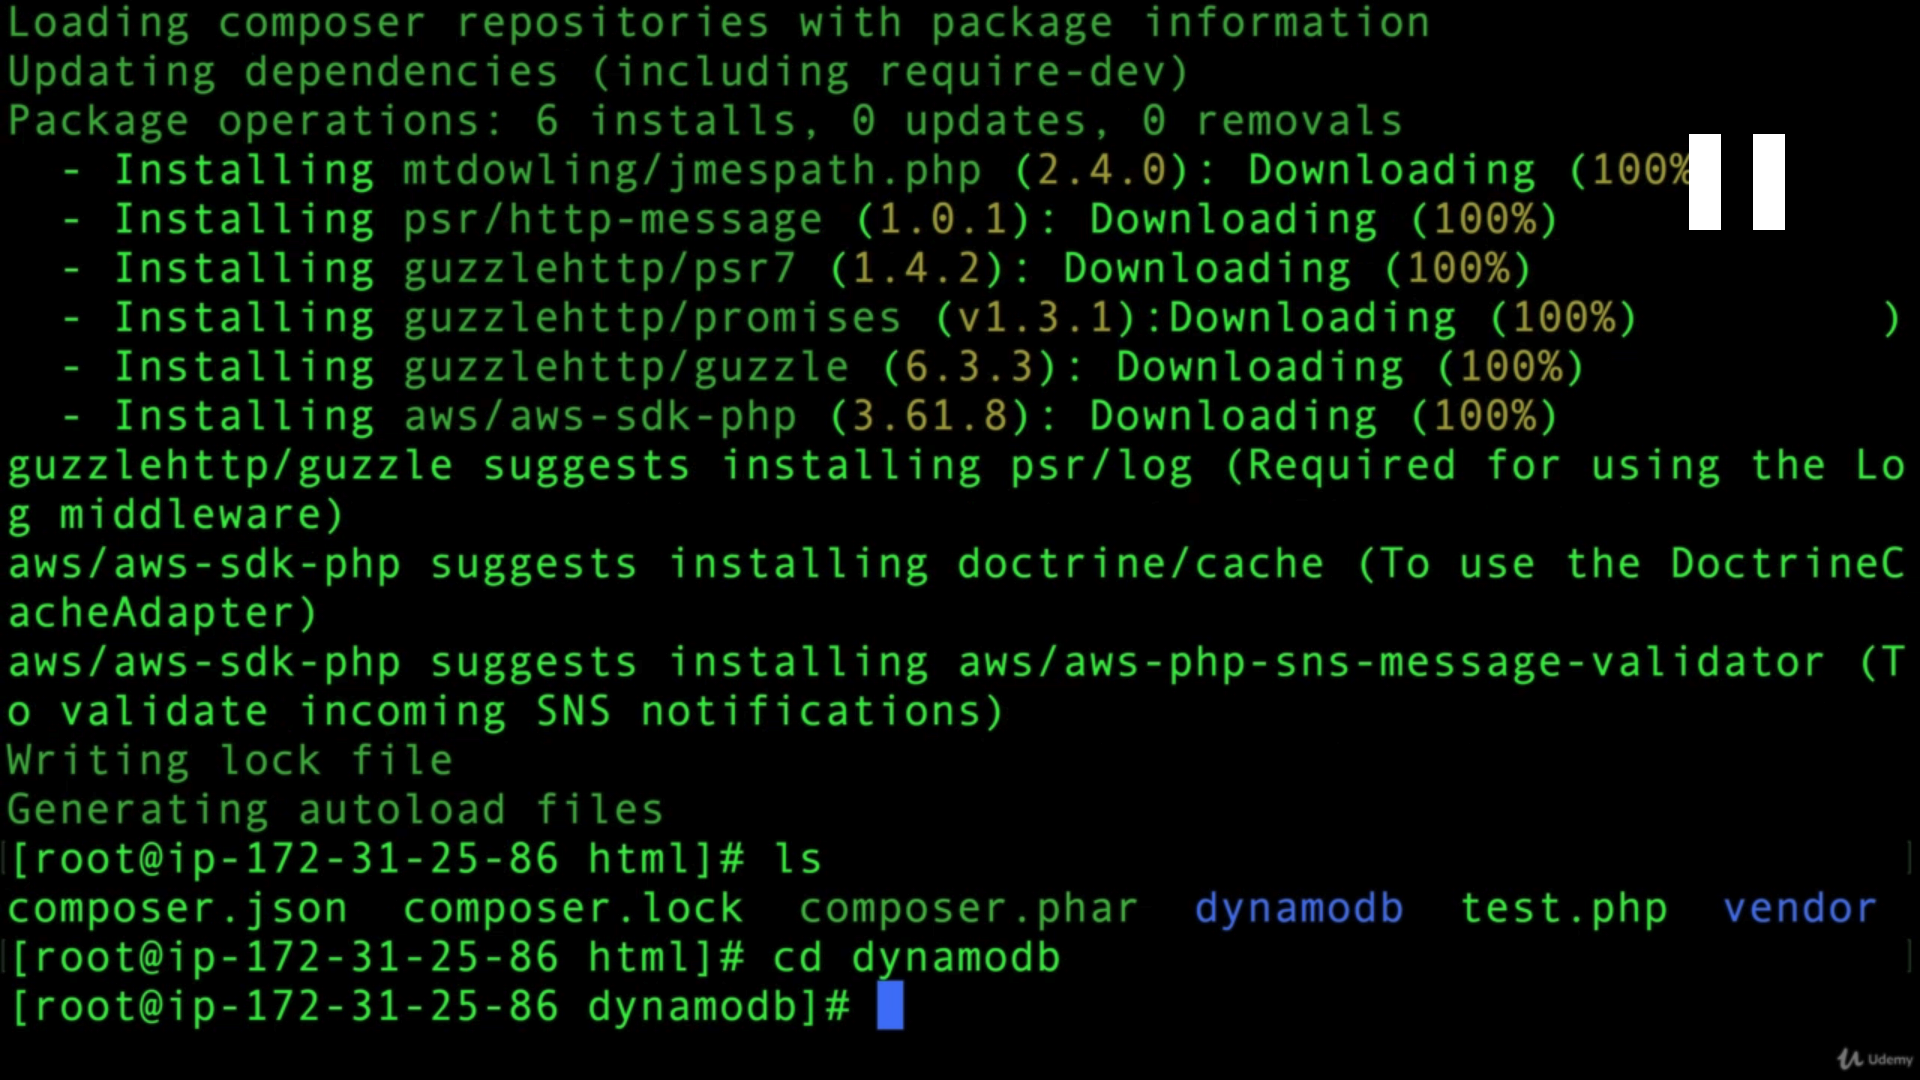 Loading composer repositories with package information
Updating dependencies (including require-dev)
Package operations: 6 installs, 0 updates, 0 removals
- Installing mtdowling/jmespath.php (2.4.0): Downloading (100%
- Installing psr/http-message (1.0.1): Downloading (100%)
- Installing guzzlehttp/psr7 (1.4.2): Downloading (100%)
- Installing guzzlehttp/promises (v1.3.1):Downloading (100%) )
- Installing guzzlehttp/guzzle (6.3.3): Downloading (100%)
- Installing aws/aws-sdk-php (3.61.8): Downloading (100%)
guzzlehttp/guzzle suggests installing psr/log (Required for using the Lo
g middleware)
aws/aws-sdk-php suggests installing doctrine/cache (To use the DoctrineC
acheAdapter)
aws/aws-sdk-php suggests installing aws/aws-php-sns-message-validator (T
o validate incoming SNS notifications)
Writing lock file
Generating autoload files
[root@ip-172-31-25-86 html]# ls
composer.json composer.lock composer.phar dynamodb test.php vendor
[root@ip-172-31-25-86 html]# cd dynamodb
[root@ip-172-31-25-86 dynamodb]#
Udemy